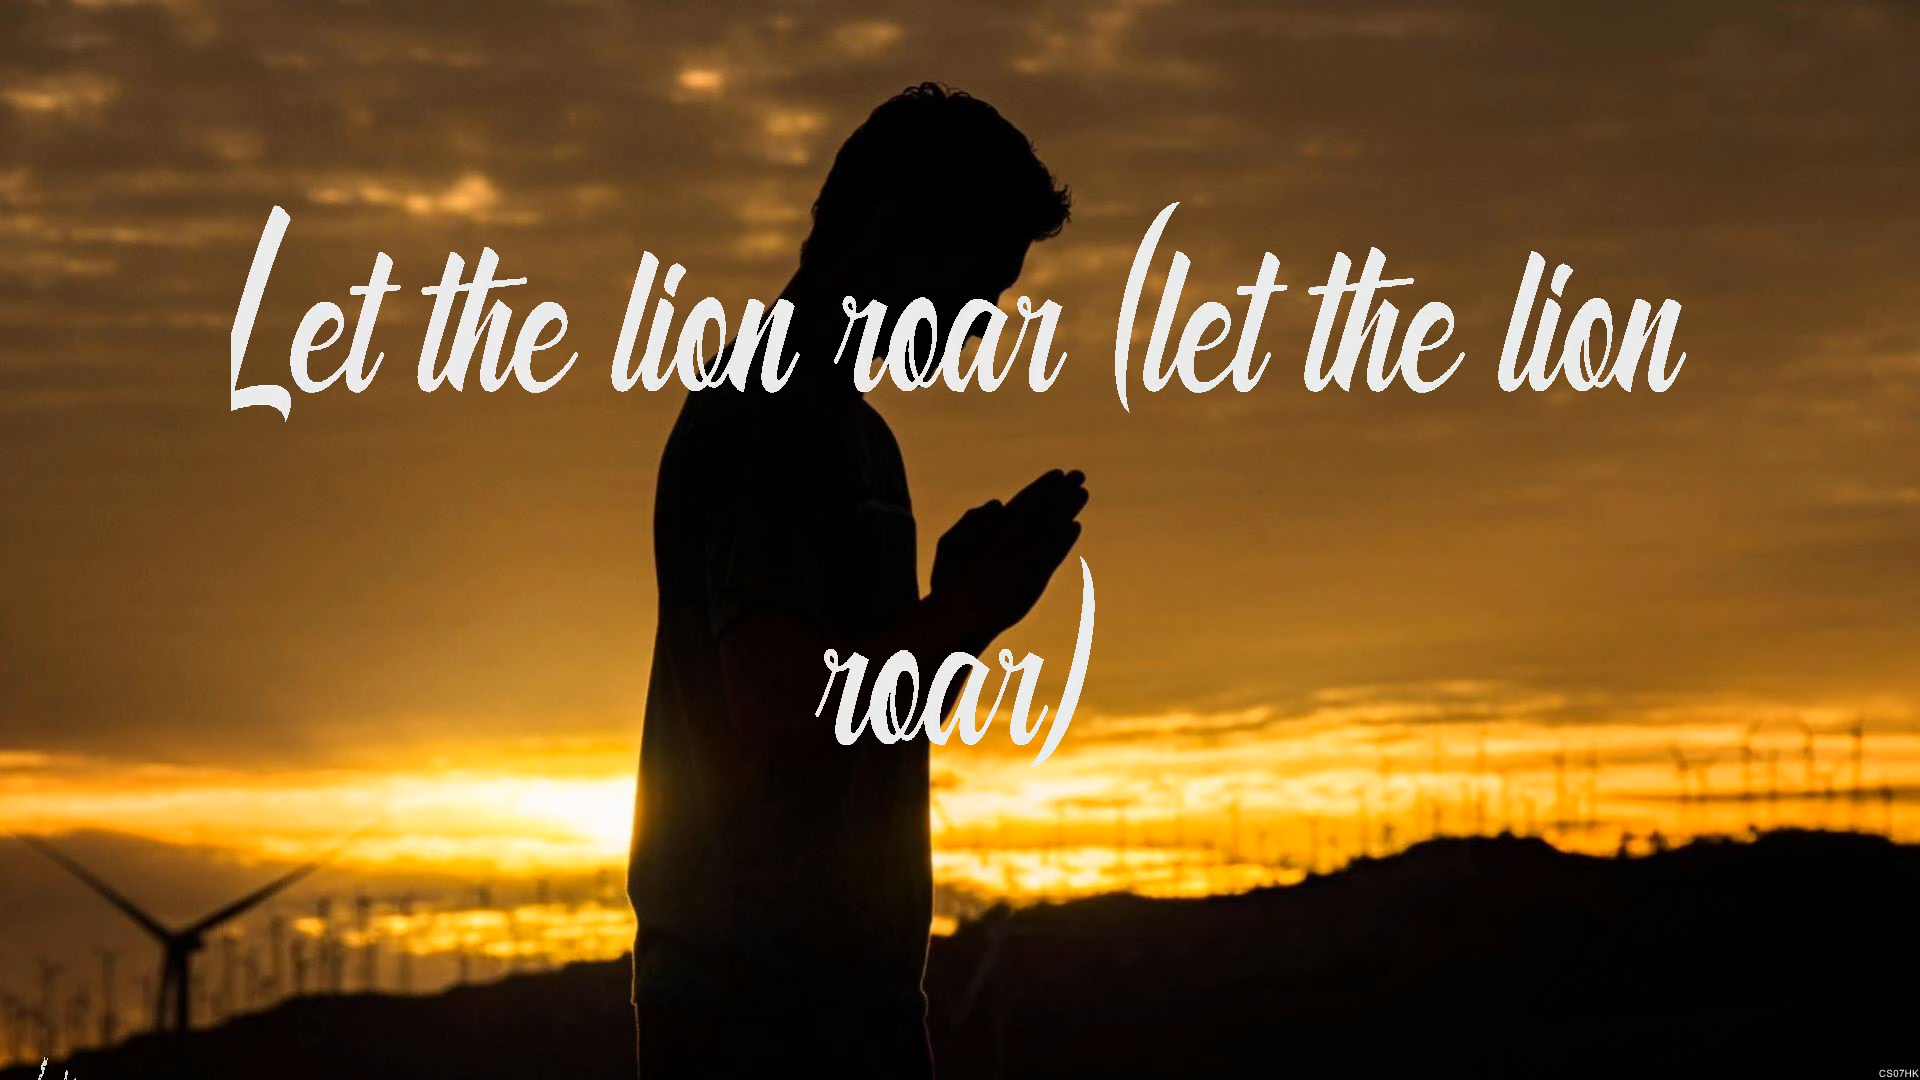 Let the lion roar (let the lion
roar)
CS07HK